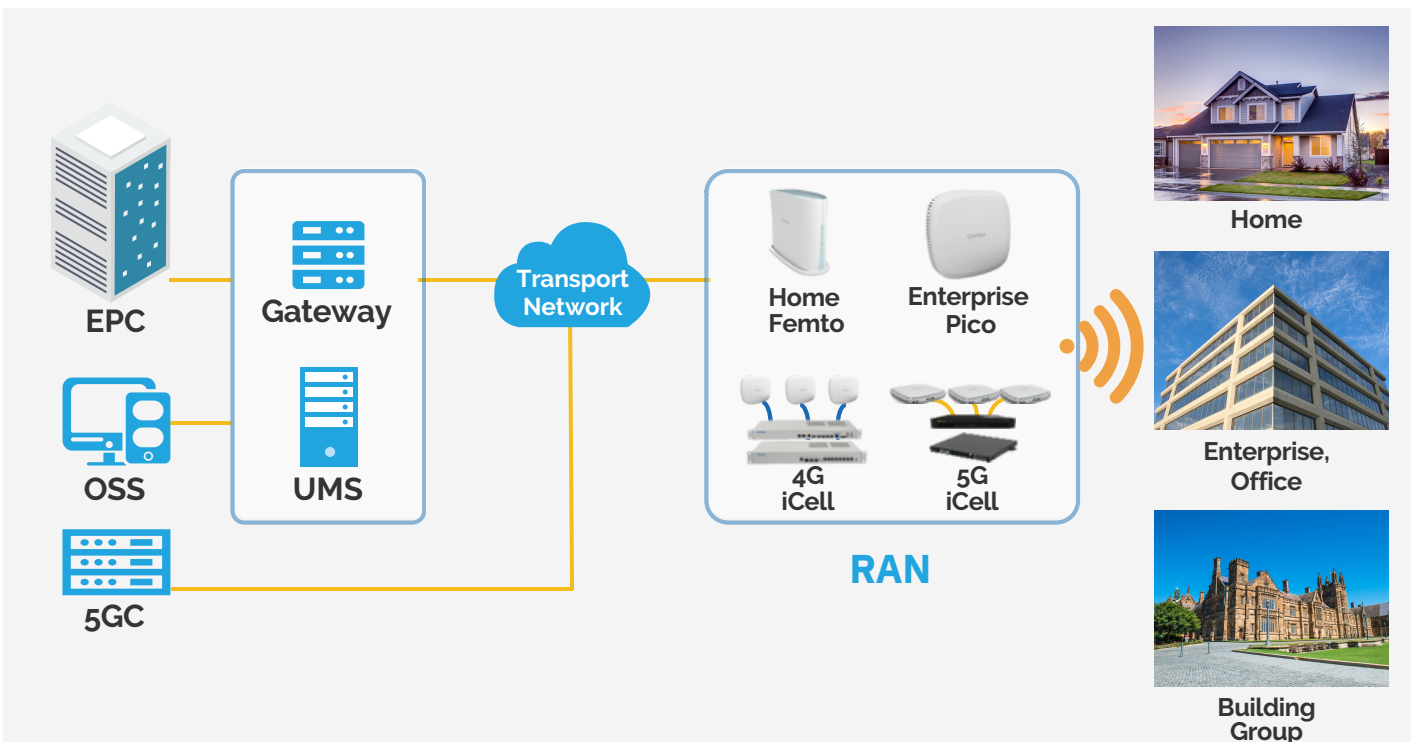 EPC
OSS
5GC
Gateway
UMS
Transport
Network
Home
Femto
Enterprise
Pico
4G
iCell
5G
iCell
RAN
Home
Enterprise,
Office
Building
Group